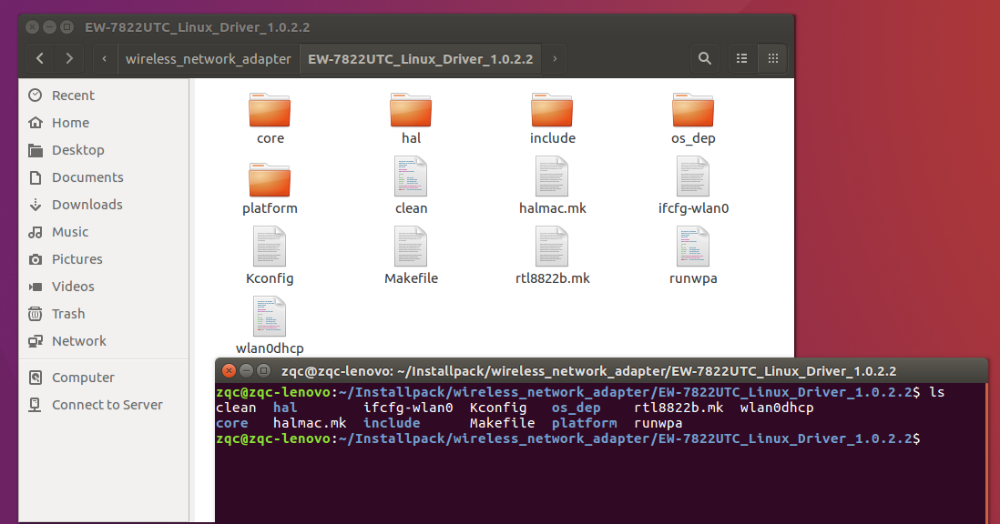 EW-7822UTC_Linux_Driver_1.0.2.2
wireless_network_adapter EW-7822UTC_Linux_Driver_1.0.2.2
Recent
Home
Desktop
Documents
Downloads
Music
Pictures
Videos
Trash
Network
Computer
Connect to Server
core hal include os_dep
platform clean halmac.mk ifcfg-wlan0
Kconfig Makefile rtl8822b.mk runwpa
wlan0dhcp
zqc@zqc-lenovo: ~/Installpack/wireless_network_adapter/EW-7822UTC_Linux_Driver_1.0.2.2
zqc@zqc-lenovo:~/Installpack/wireless_network_adapter/EW-7822UTC_Linux_Driver_1.0.2.2$ ls
clean hal ifcfg-wlan0 Kconfig os_dep rtl8822b.mk wlan0dhcp
core halmac.mk include Makefile platform runwpa
zqc@zqc-lenovo:~/Installpack/wireless_network_adapter/EW-7822UTC_Linux_Driver_1.0.2.2$